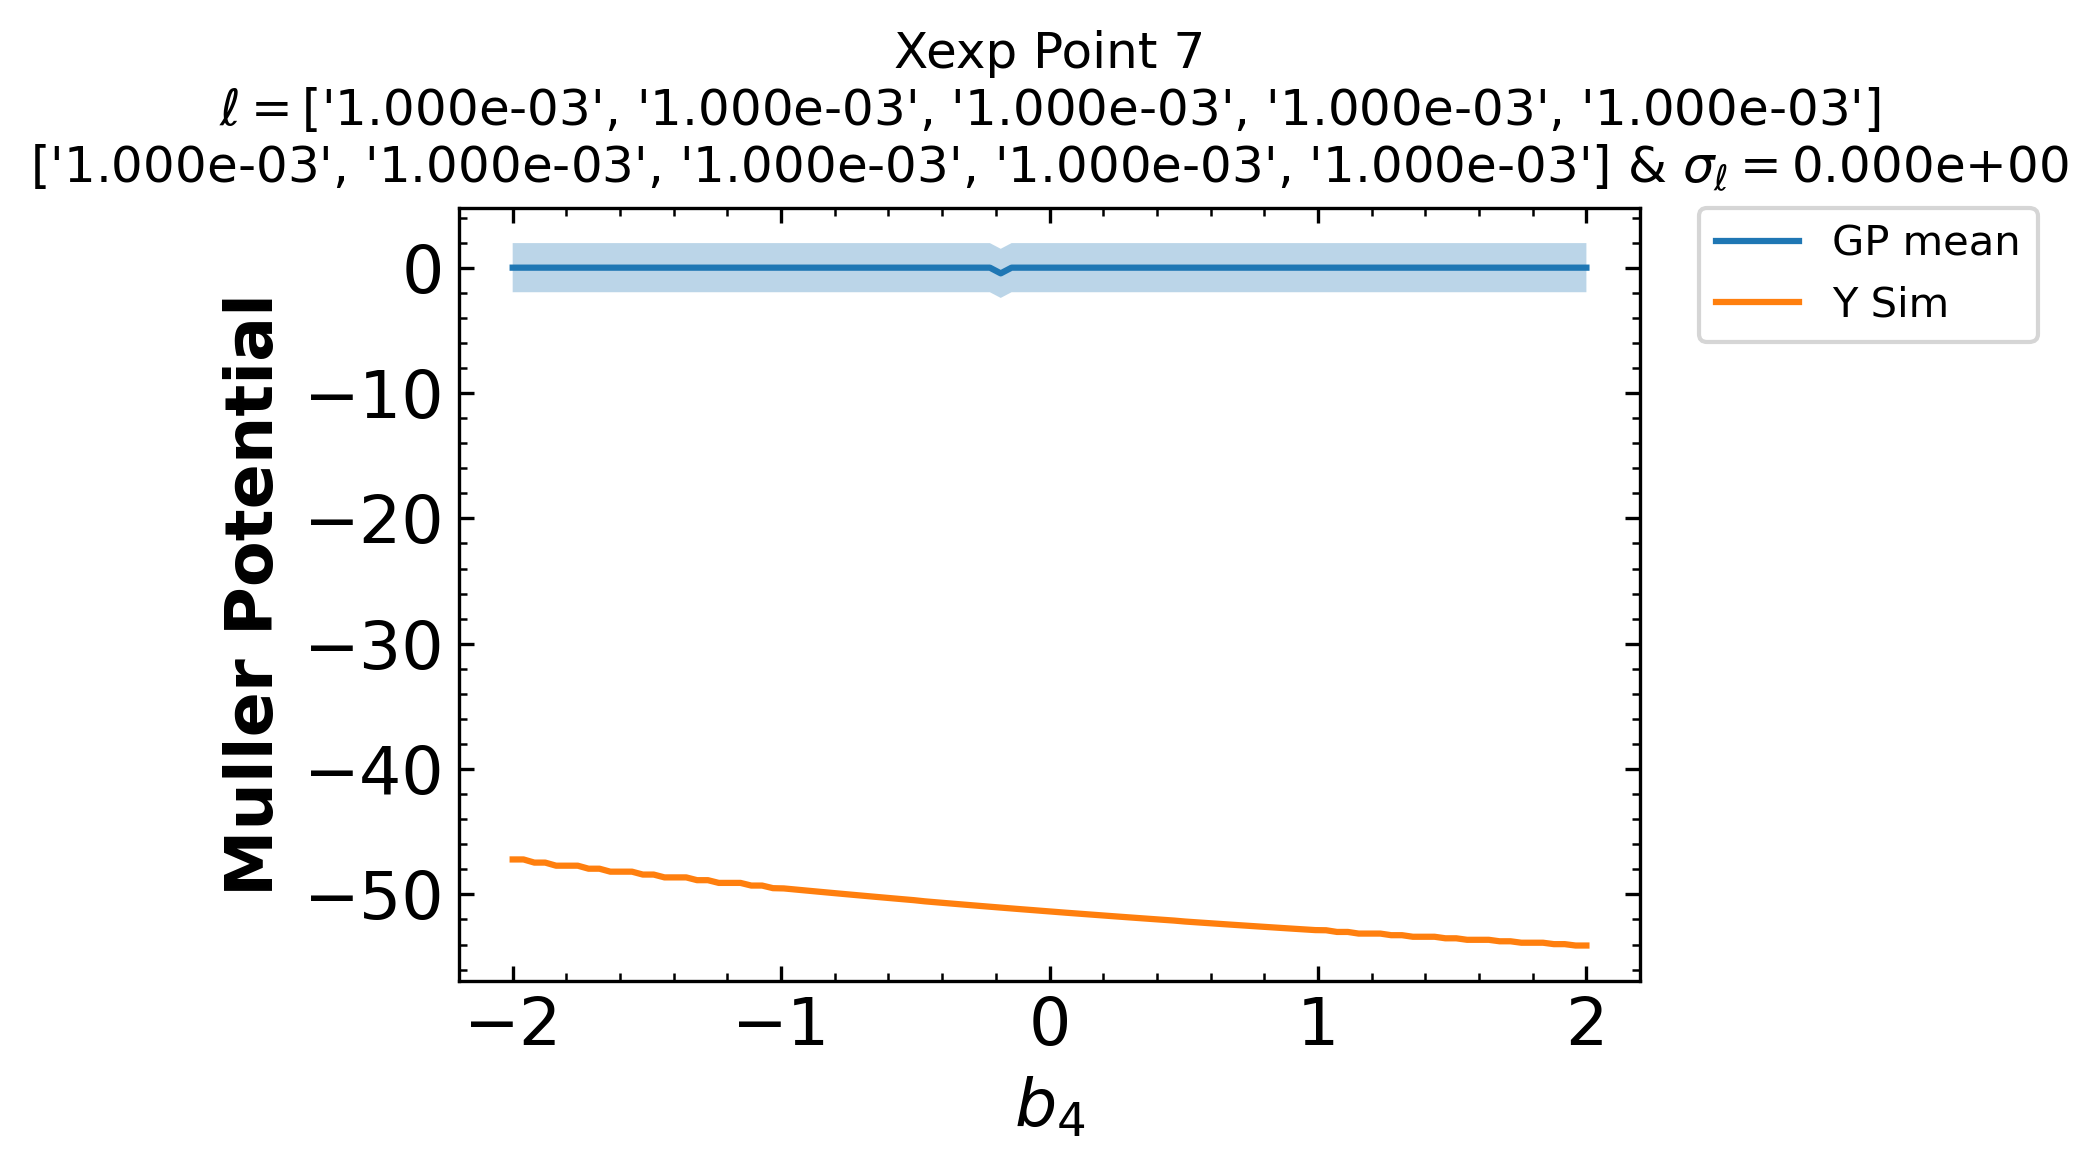 Xexp Point 7
ℓ = ['1.000e-03', '1.000e-03', '1.000e-03', '1.000e-03', '1.000e-03']
['1.000e-03', '1.000e-03', '1.000e-03', '1.000e-03', '1.000e-03'] & σℓ = 0.000e+00
GP mean
Y Sim
Muller Potential
0
−10
−20
−30
−40
−50
−2
−1
0
1
2
b4